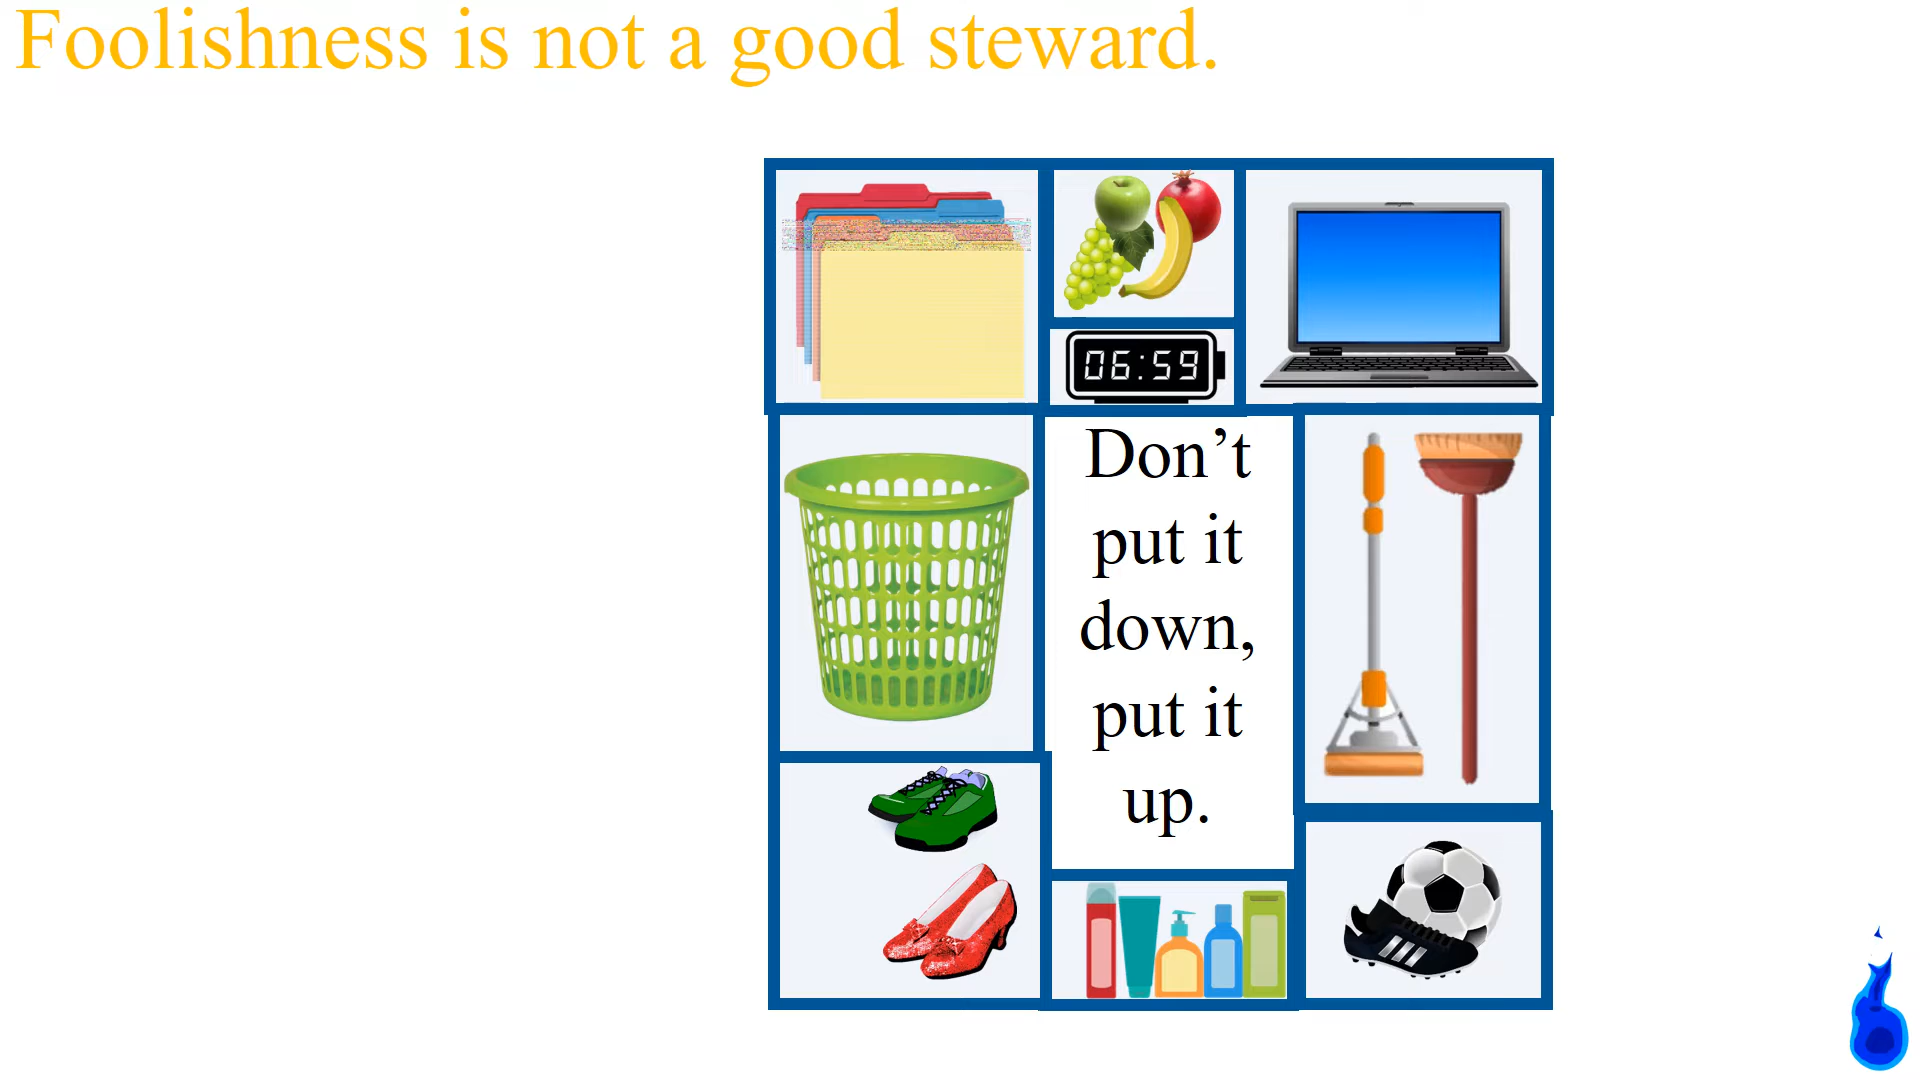 Foolishness is not a good steward.
06:59
Don’t
put it
down,
put it
up.